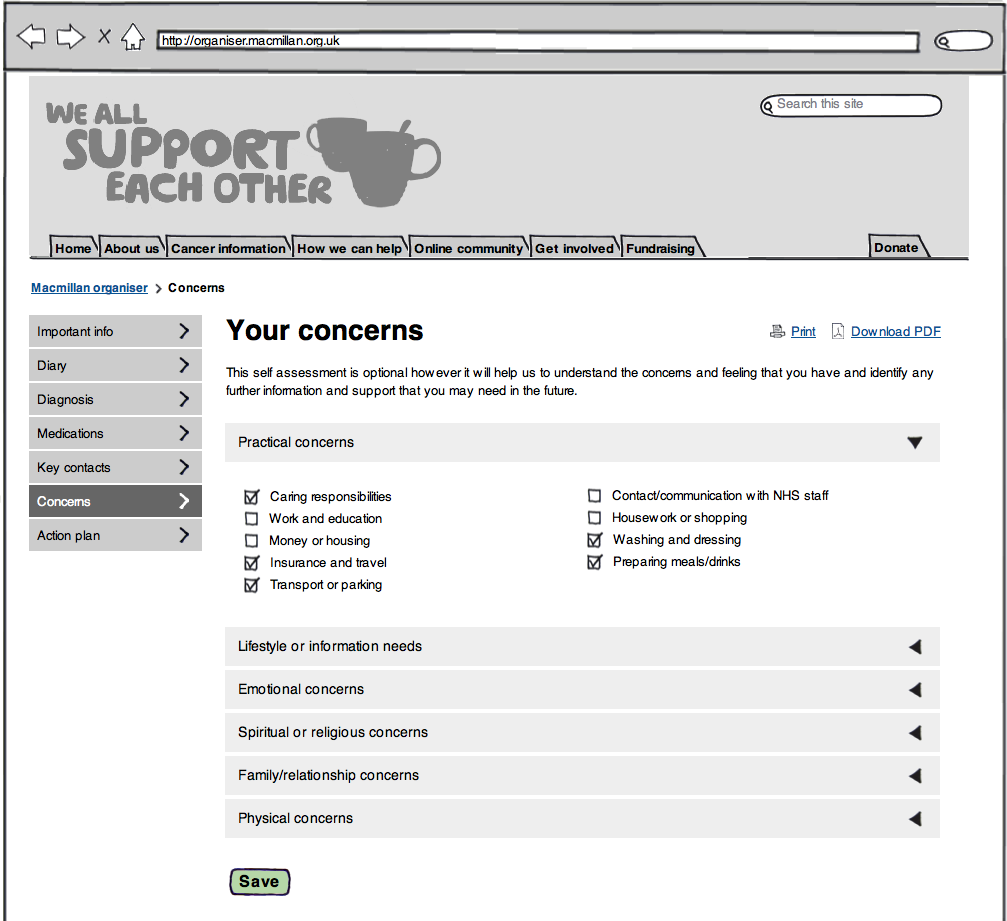 http://organiser.macmillan.org.uk
WE ALL
SUPPORT
EACH OTHER
Search this site
Home About us Cancer information How we can help Online community Get involved Fundraising Donate
Macmillan organiser > Concerns
Important info
Diary
Diagnosis
Medications
Key contacts
Concerns
Action plan
Your concerns
Print Download PDF
This self assessment is optional however it will help us to understand the concerns and feeling that you have and identify any
further information and support that you may need in the future.
Practical concerns
Caring responsibilities
Work and education
Money or housing
Insurance and travel
Transport or parking
Contact/communication with NHS staff
Housework or shopping
Washing and dressing
Preparing meals/drinks
Lifestyle or information needs
Emotional concerns
Spiritual or religious concerns
Family/relationship concerns
Physical concerns
Save